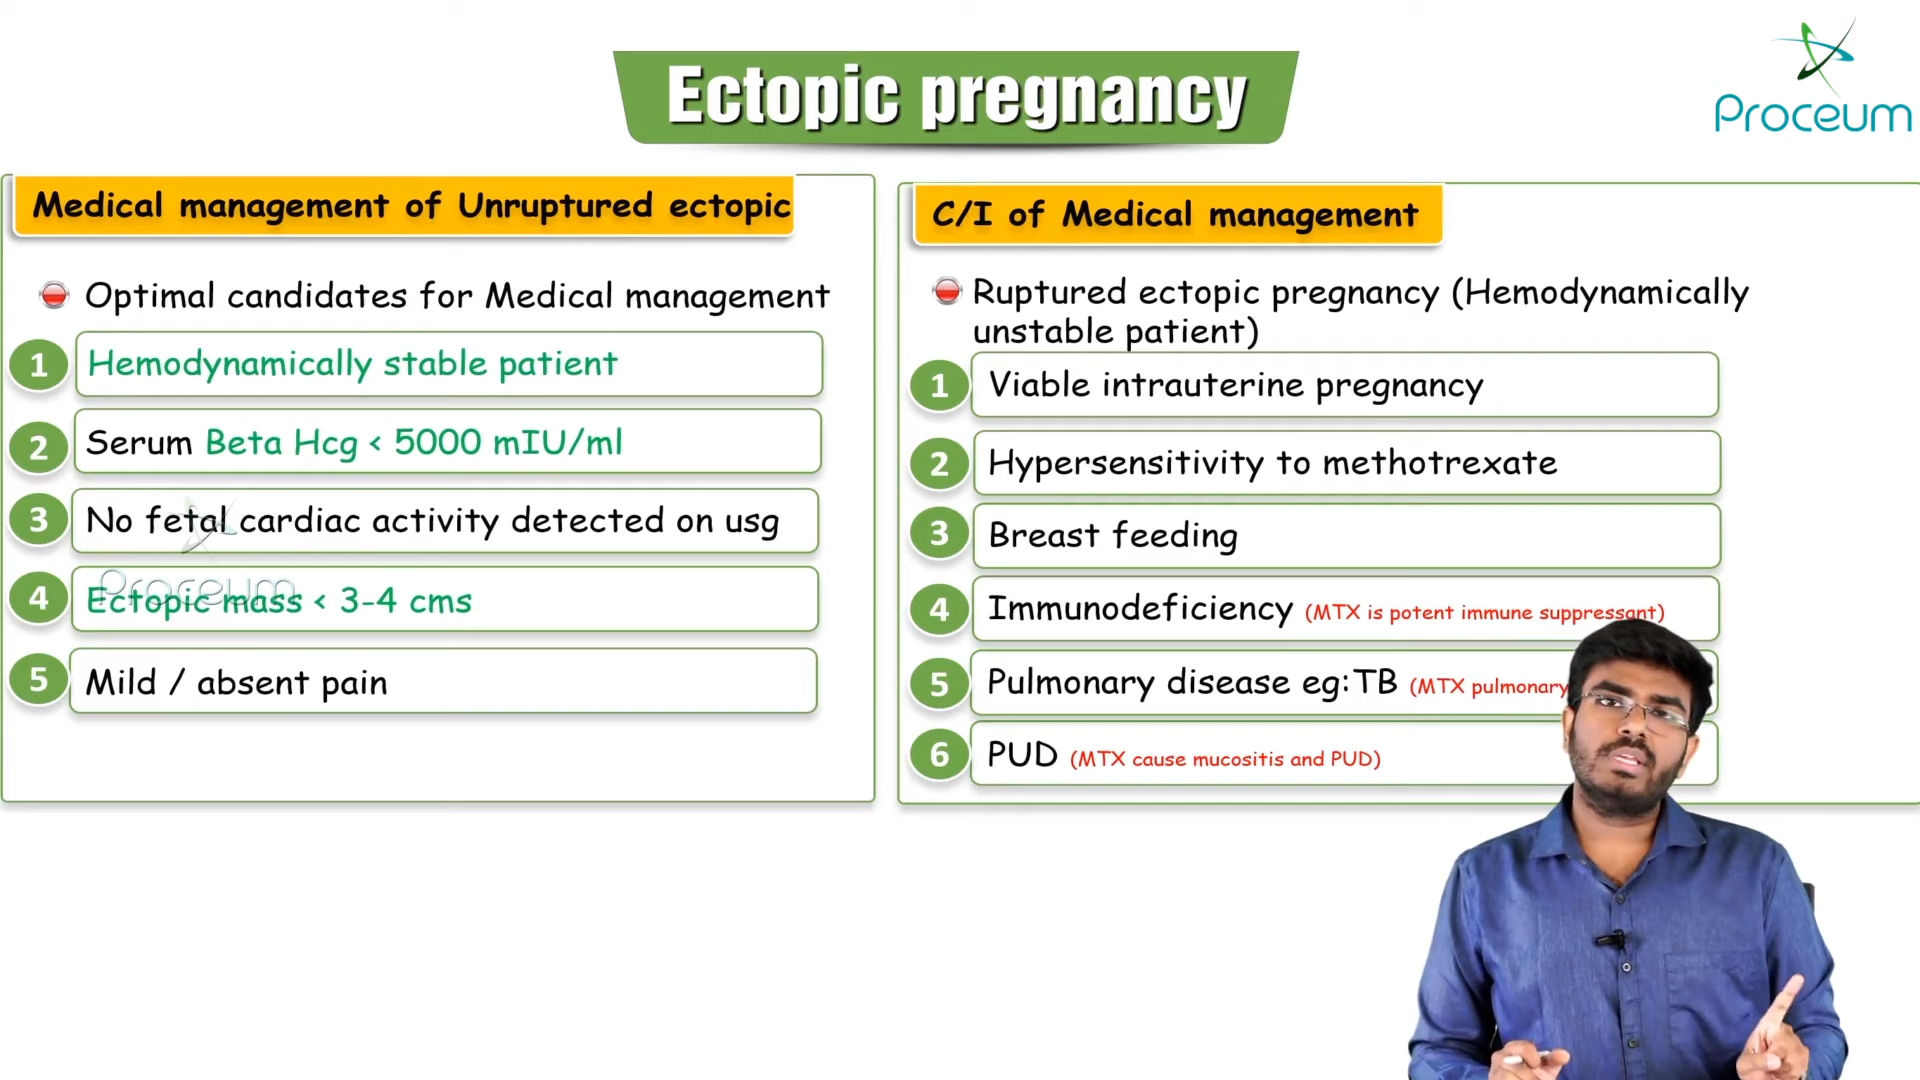 Ectopic pregnancy
Proceum
Medical management of Unruptured ectopic
Optimal candidates for Medical management
1 Hemodynamically stable patient
2 Serum Beta Hcg < 5000 mIU/ml
3 No fetal cardiac activity detected on usg
Proceum
4 Ectopic mass < 3-4 cms
5 Mild / absent pain
C/I of Medical management
Ruptured ectopic pregnancy (Hemodynamically
unstable patient)
1 Viable intrauterine pregnancy
2 Hypersensitivity to methotrexate
3 Breast feeding
4 Immunodeficiency (MTX is potent immune suppressant)
5 Pulmonary disease eg:TB (MTX pulmonary
6 PUD (MTX cause mucositis and PUD)